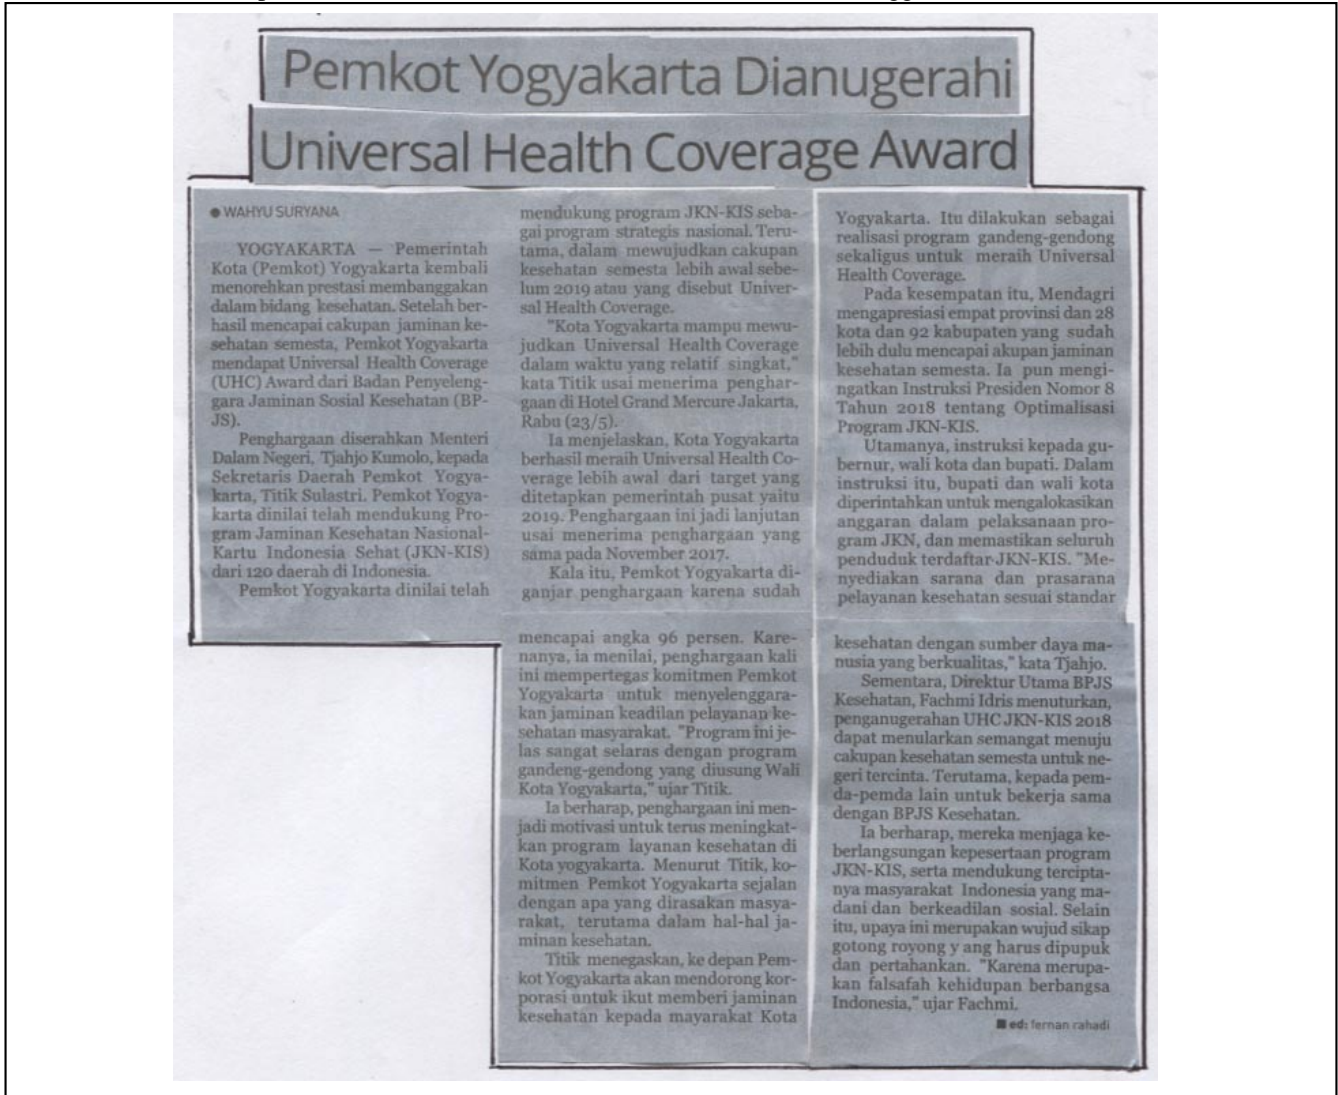 Pemkot Yogyakarta Dianugerahi
Universal Health Coverage Award
● WAHYU SURYANA
YOGYAKARTA — Pemerintah
Kota (Pemkot) Yogyakarta kembali
menorehkan prestasi membanggakan
dalam bidang kesehatan. Setelah ber-
hasil mencapai cakupan jaminan ke-
sehatan semesta, Pemkot Yogyakarta
mendapat Universal Health Coverage
(UHC) Award dari Badan Penyeleng-
gara Jaminan Sosial Kesehatan (BP-
JS).
Penghargaan diserahkan Menteri
Dalam Negeri, Tjahjo Kumolo, kepada
Sekretaris Daerah Pemkot Yogya-
karta, Titik Sulastri. Pemkot Yogya-
karta dinilai telah mendukung Pro-
gram Jaminan Kesehatan Nasional-
Kartu Indonesia Sehat (JKN-KIS)
dari 120 daerah di Indonesia.
Pemkot Yogyakarta dinilai telah
mendukung program JKN-KIS seba-
gai program strategis nasional. Teru-
tama, dalam mewujudkan cakupan
kesehatan semesta lebih awal sebe-
lum 2019 atau yang disebut Univer-
sal Health Coverage.
"Kota Yogyakarta mampu mewu-
judkan Universal Health Coverage
dalam waktu yang relatif singkat,"
kata Titik usai menerima penghar-
gaan di Hotel Grand Mercure Jakarta,
Rabu (23/5).
Ia menjelaskan, Kota Yogyakarta
berhasil meraih Universal Health Co-
verage lebih awal dari target yang
ditetapkan pemerintah pusat yaitu
2019. Penghargaan ini jadi lanjutan
usai menerima penghargaan yang
sama pada November 2017.
Kala itu, Pemkot Yogyakarta di-
ganjar penghargaan karena sudah
mencapai angka 96 persen. Kare-
nanya, ia menilai, penghargaan kali
ini mempertegas komitmen Pemkot
Yogyakarta untuk menyelenggara-
kan jaminan keadilan pelayanan ke-
sehatan masyarakat. "Program ini je-
las sangat selaras dengan program
gandeng-gendong yang diusung Wali
Kota Yogyakarta," ujar Titik.
Ia berharap, penghargaan ini men-
jadi motivasi untuk terus meningkat-
kan program layanan kesehatan di
Kota yogyakarta. Menurut Titik, ko-
mitmen Pemkot Yogyakarta sejalan
dengan apa yang dirasakan masya-
rakat, terutama dalam hal-hal ja-
minan kesehatan.
Titik menegaskan, ke depan Pem-
kot Yogyakarta akan mendorong kor-
porasi untuk ikut memberi jaminan
kesehatan kepada mayarakat Kota
Yogyakarta. Itu dilakukan sebagai
realisasi program gandeng-gendong
sekaligus untuk meraih Universal
Health Coverage.
Pada kesempatan itu, Mendagri
mengapresiasi empat provinsi dan 28
kota dan 92 kabupaten yang sudah
lebih dulu mencapai akupan jaminan
kesehatan semesta. Ia pun mengi-
ngatkan Instruksi Presiden Nomor 8
Tahun 2018 tentang Optimalisasi
Program JKN-KIS.
Utamanya, instruksi kepada gu-
bernur, wali kota dan bupati. Dalam
instruksi itu, bupati dan wali kota
diperintahkan untuk mengalokasikan
anggaran dalam pelaksanaan pro-
gram JKN, dan memastikan seluruh
penduduk terdaftar JKN-KIS. "Me-
nyediakan sarana dan prasarana
pelayanan kesehatan sesuai standar
kesehatan dengan sumber daya ma-
nusia yang berkualitas," kata Tjahjo.
Sementara, Direktur Utama BPJS
Kesehatan, Fachmi Idris menuturkan,
penganugerahan UHC JKN-KIS 2018
dapat menularkan semangat menuju
cakupan kesehatan semesta untuk ne-
geri tercinta. Terutama, kepada pem-
da-pemda lain untuk bekerja sama
dengan BPJS Kesehatan.
Ia berharap, mereka menjaga ke-
berlangsungan kepesertaan program
JKN-KIS, serta mendukung tercipta-
nya masyarakat Indonesia yang ma-
dani dan berkeadilan sosial. Selain
itu, upaya ini merupakan wujud sikap
gotong royong y ang harus dipupuk
dan pertahankan. "Karena merupa-
kan falsafah kehidupan berbangsa
Indonesia," ujar Fachmi.
■ ed: fernan rahadi